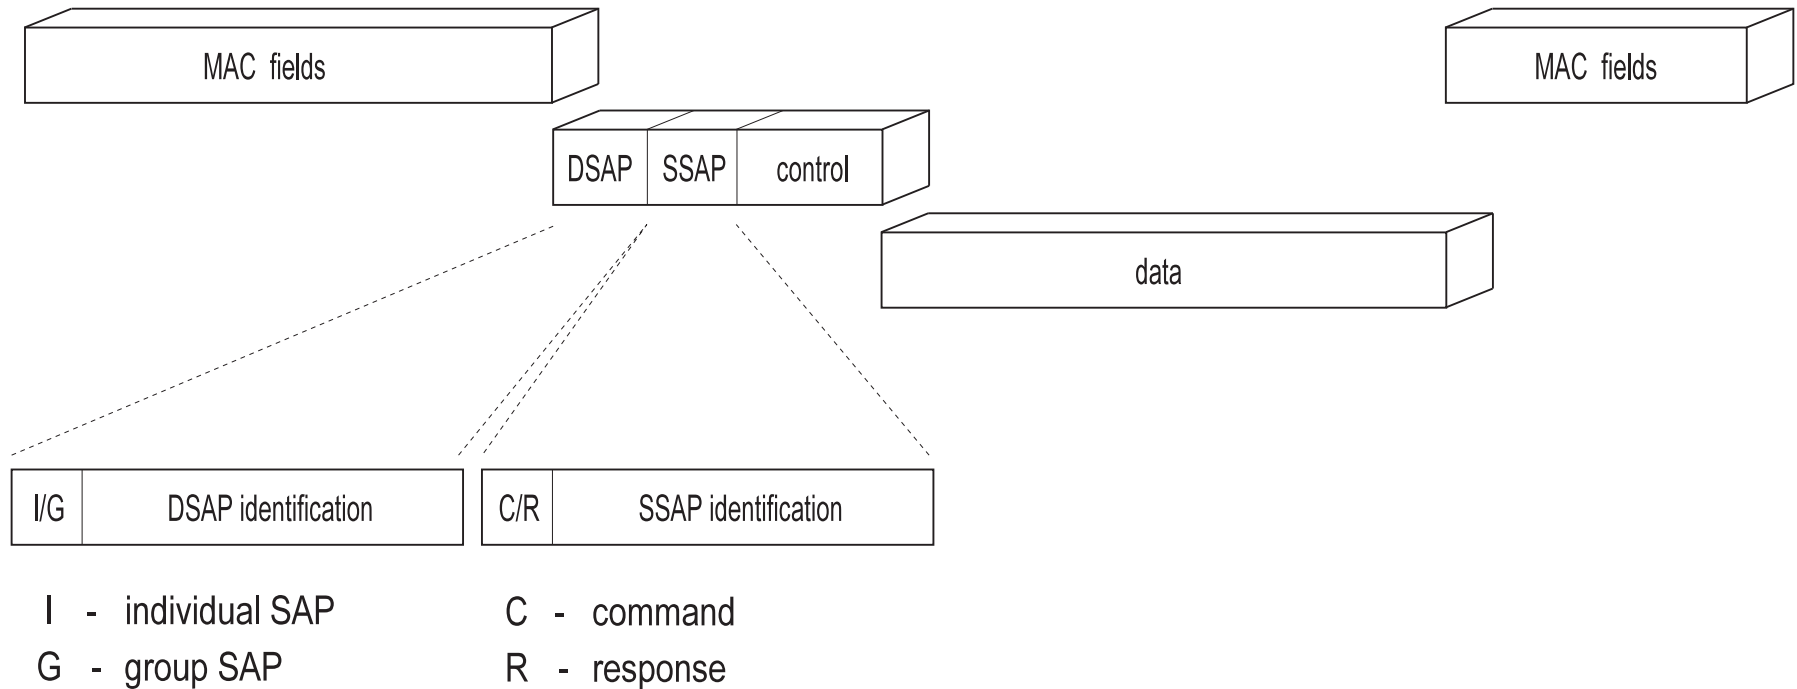 MAC fields MAC fields
DSAP SSAP control
data
I/G DSAP identification C/R SSAP identification
I - individual SAP C - command
G - group SAP R - response